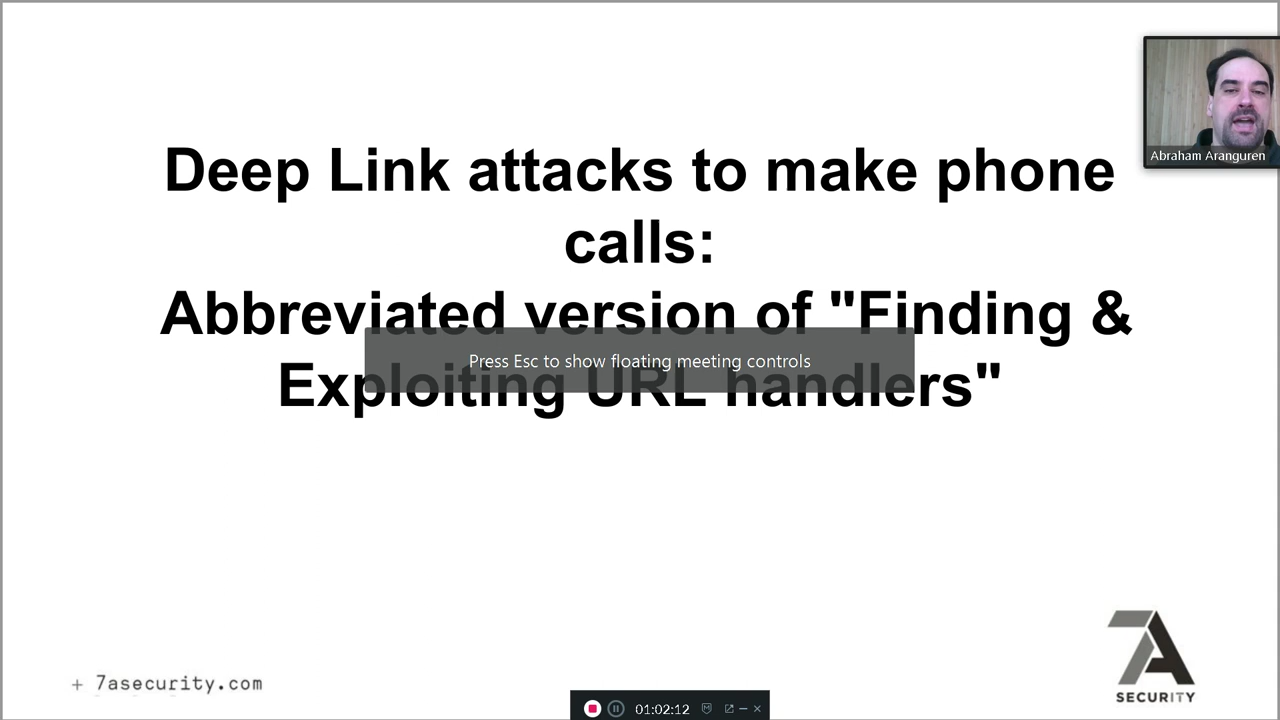 Deep Link attacks to make phone
calls:
Abbreviated version of "Finding &
Exploiting URL handlers"
Press Esc to show floating meeting controls
Abraham Aranguren
+ 7asecurity.com
7A
SECURITY
01:02:12